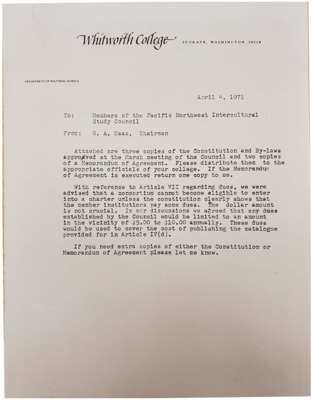 Whitworth College
SPOKANE, WASHINGTON 99218
DEPARTMENT OF POLITICAL SCIENCE
April 4, 1971
To: Members of the Pacific Northwest Intercultural
Study Council
From: G. A. Haas, Chairman
Attached are three copies of the Constitution and By-laws
approved at the March meeting of the Council and two copies
of a Memorandum of Agreement. Please distribute them to the
appropriate officials of your college. If the Memorandum
of Agreement is executed return one copy to me.
With reference to Article VII regarding dues, we were
advised that a consortium cannot become eligible to enter
into a charter unless the constitution clearly shows that
the member institutions pay some dues. The dollar amount
is not crucial. In our discussions we agreed that any dues
established by the Council would be limited to an amount
in the vicinity of $5.00 to $10.00 annually. These dues
would be used to cover the cost of publishing the catalogue
provided for in Article IV(d).
If you need extra copies of either the Constitution or
Memorandum of Agreement please let me know.